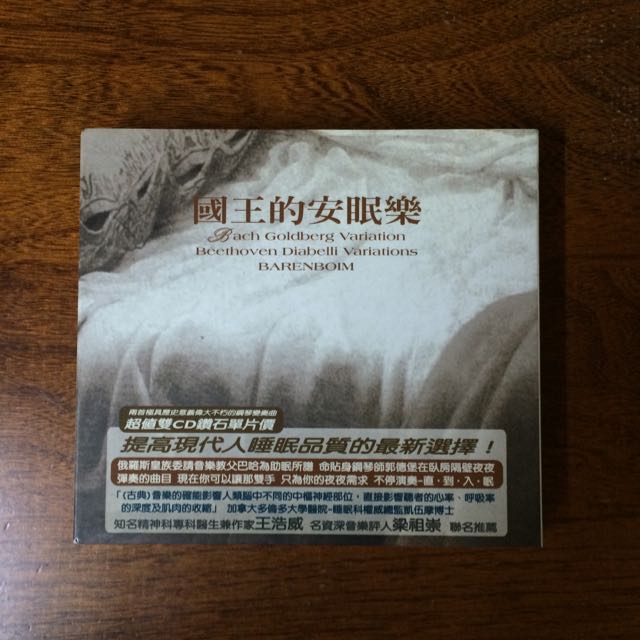 國王的安眠樂
Bach Goldberg Variation
Beethoven Diabelli Variations
BARENBOIM
兩首極具歷史意義偉大不朽的鋼琴變奏曲
超值雙CD鑽石單片價
提高現代人睡眠品質的最新選擇！
俄羅斯皇族委請音樂教父巴哈為助眠所譜 命貼身鋼琴師郭德堡在臥房隔壁夜夜
彈奏的曲目 現在你可以讓那雙手 只為你的夜夜需求 不停演奏一直．到．入．眠
「(古典)音樂的確能影響人類腦中不同的中樞神經部位，直接影響聽者的心率、呼吸率
的深度及肌肉的收縮」 加拿大多倫多大學醫院-睡眠科權威總監凱伍摩博士
知名精神科專科醫生兼作家王浩威 名資深音樂評人梁祖崇 聯名推薦